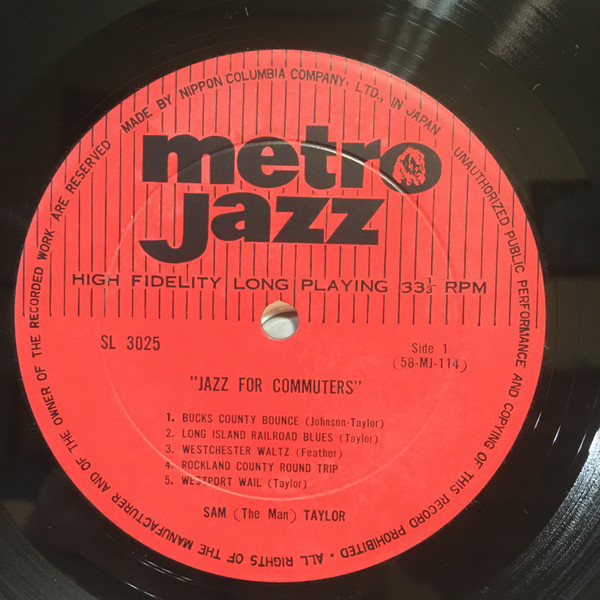 MADE BY NIPPON COLUMBIA COMPANY, LTD., IN JAPAN
UNAUTHORIZED PUBLIC PERFORMANCE AND COPYING OF THIS RECORD PROHIBITED • ALL RIGHTS OF THE MANUFACTURER AND OF THE OWNER OF THE RECORDED WORK ARE RESERVED
metro
jazz
HIGH FIDELITY LONG PLAYING 33⅓ RPM
SL 3025
Side 1
(58-MJ-114)
"JAZZ FOR COMMUTERS"
1. BUCKS COUNTY BOUNCE (Johnson-Taylor)
2. LONG ISLAND RAILROAD BLUES (Taylor)
3. WESTCHESTER WALTZ (Feather)
4. ROCKLAND COUNTY ROUND TRIP
5. WESTPORT WAIL (Taylor)
SAM (The Man) TAYLOR